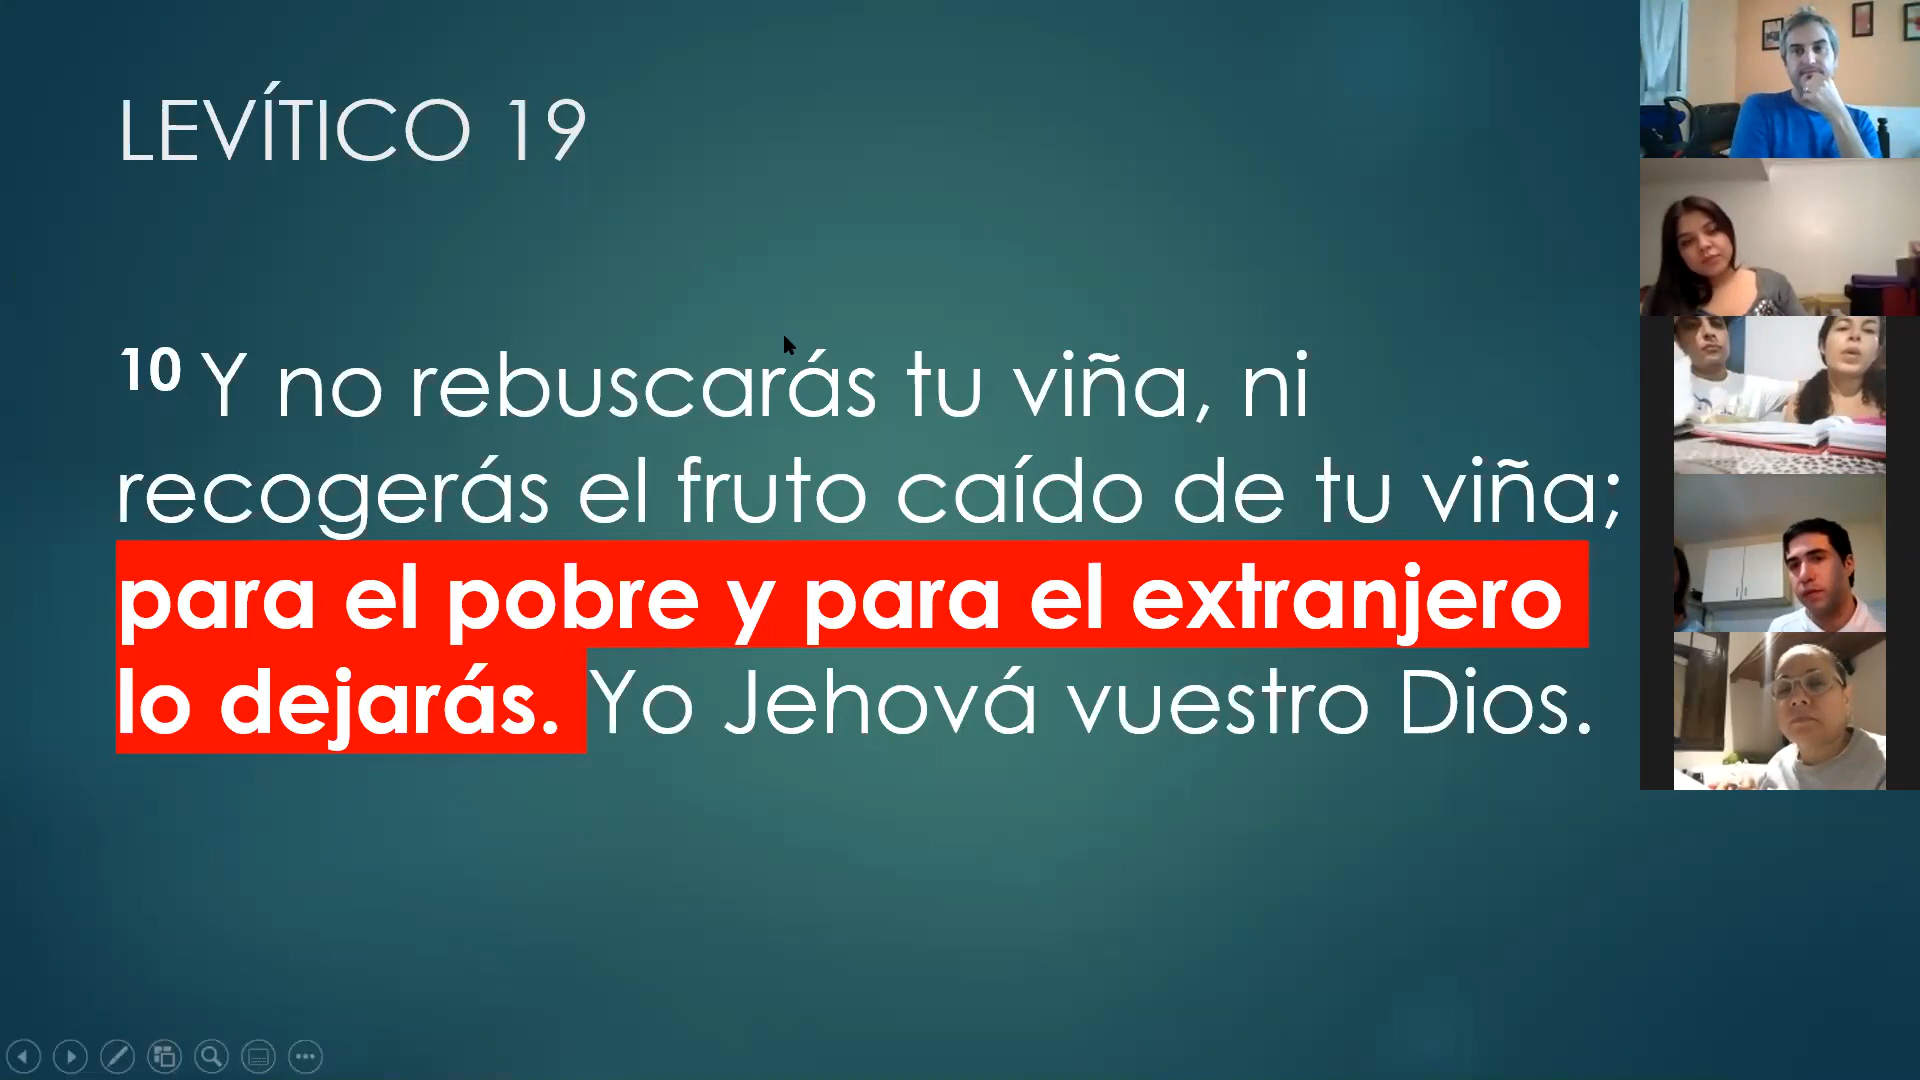 LEVÍTICO 19
10 Y no rebuscarás tu viña, ni
recogerás el fruto caído de tu viña;
para el pobre y para el extranjero
lo dejarás. Yo Jehová vuestro Dios.